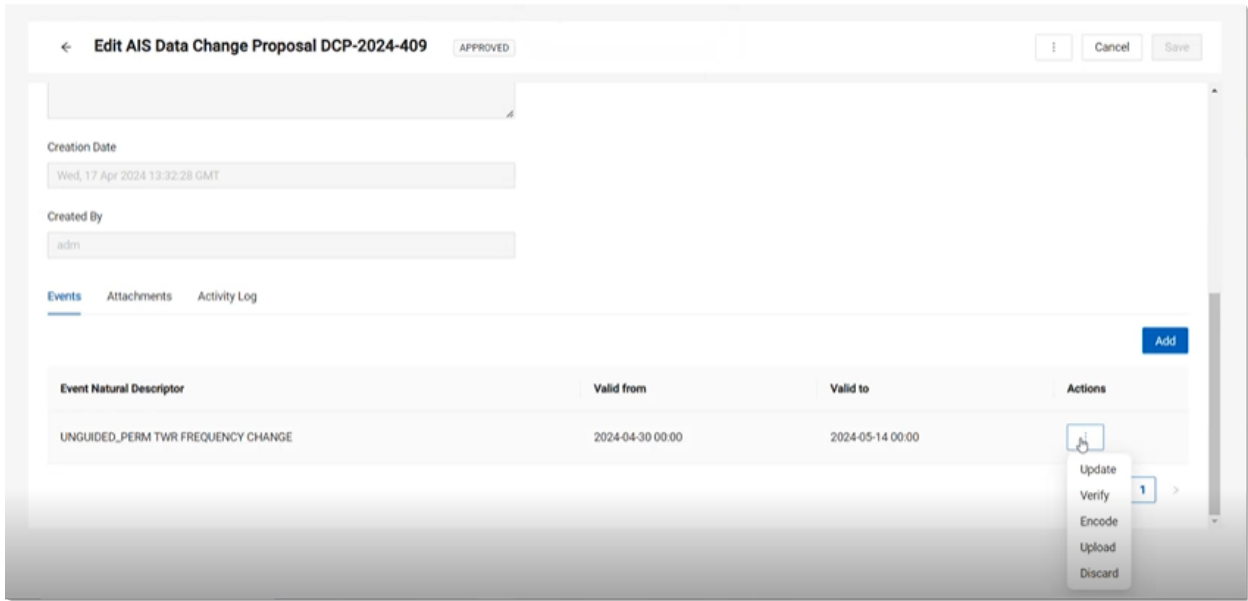 Edit AIS Data Change Proposal DCP-2024-409 APPROVED Cancel Save
Creation Date
Wed, 17 Apr 2024 13:32:28 GMT
Created By
adm
Events Attachments Activity Log
Add
Event Natural Descriptor Valid from Valid to Actions
UNGUIDED_PERM TWR FREQUENCY CHANGE 2024-04-30 00:00 2024-05-14 00:00
Update
1
Verify
Encode
Upload
Discard